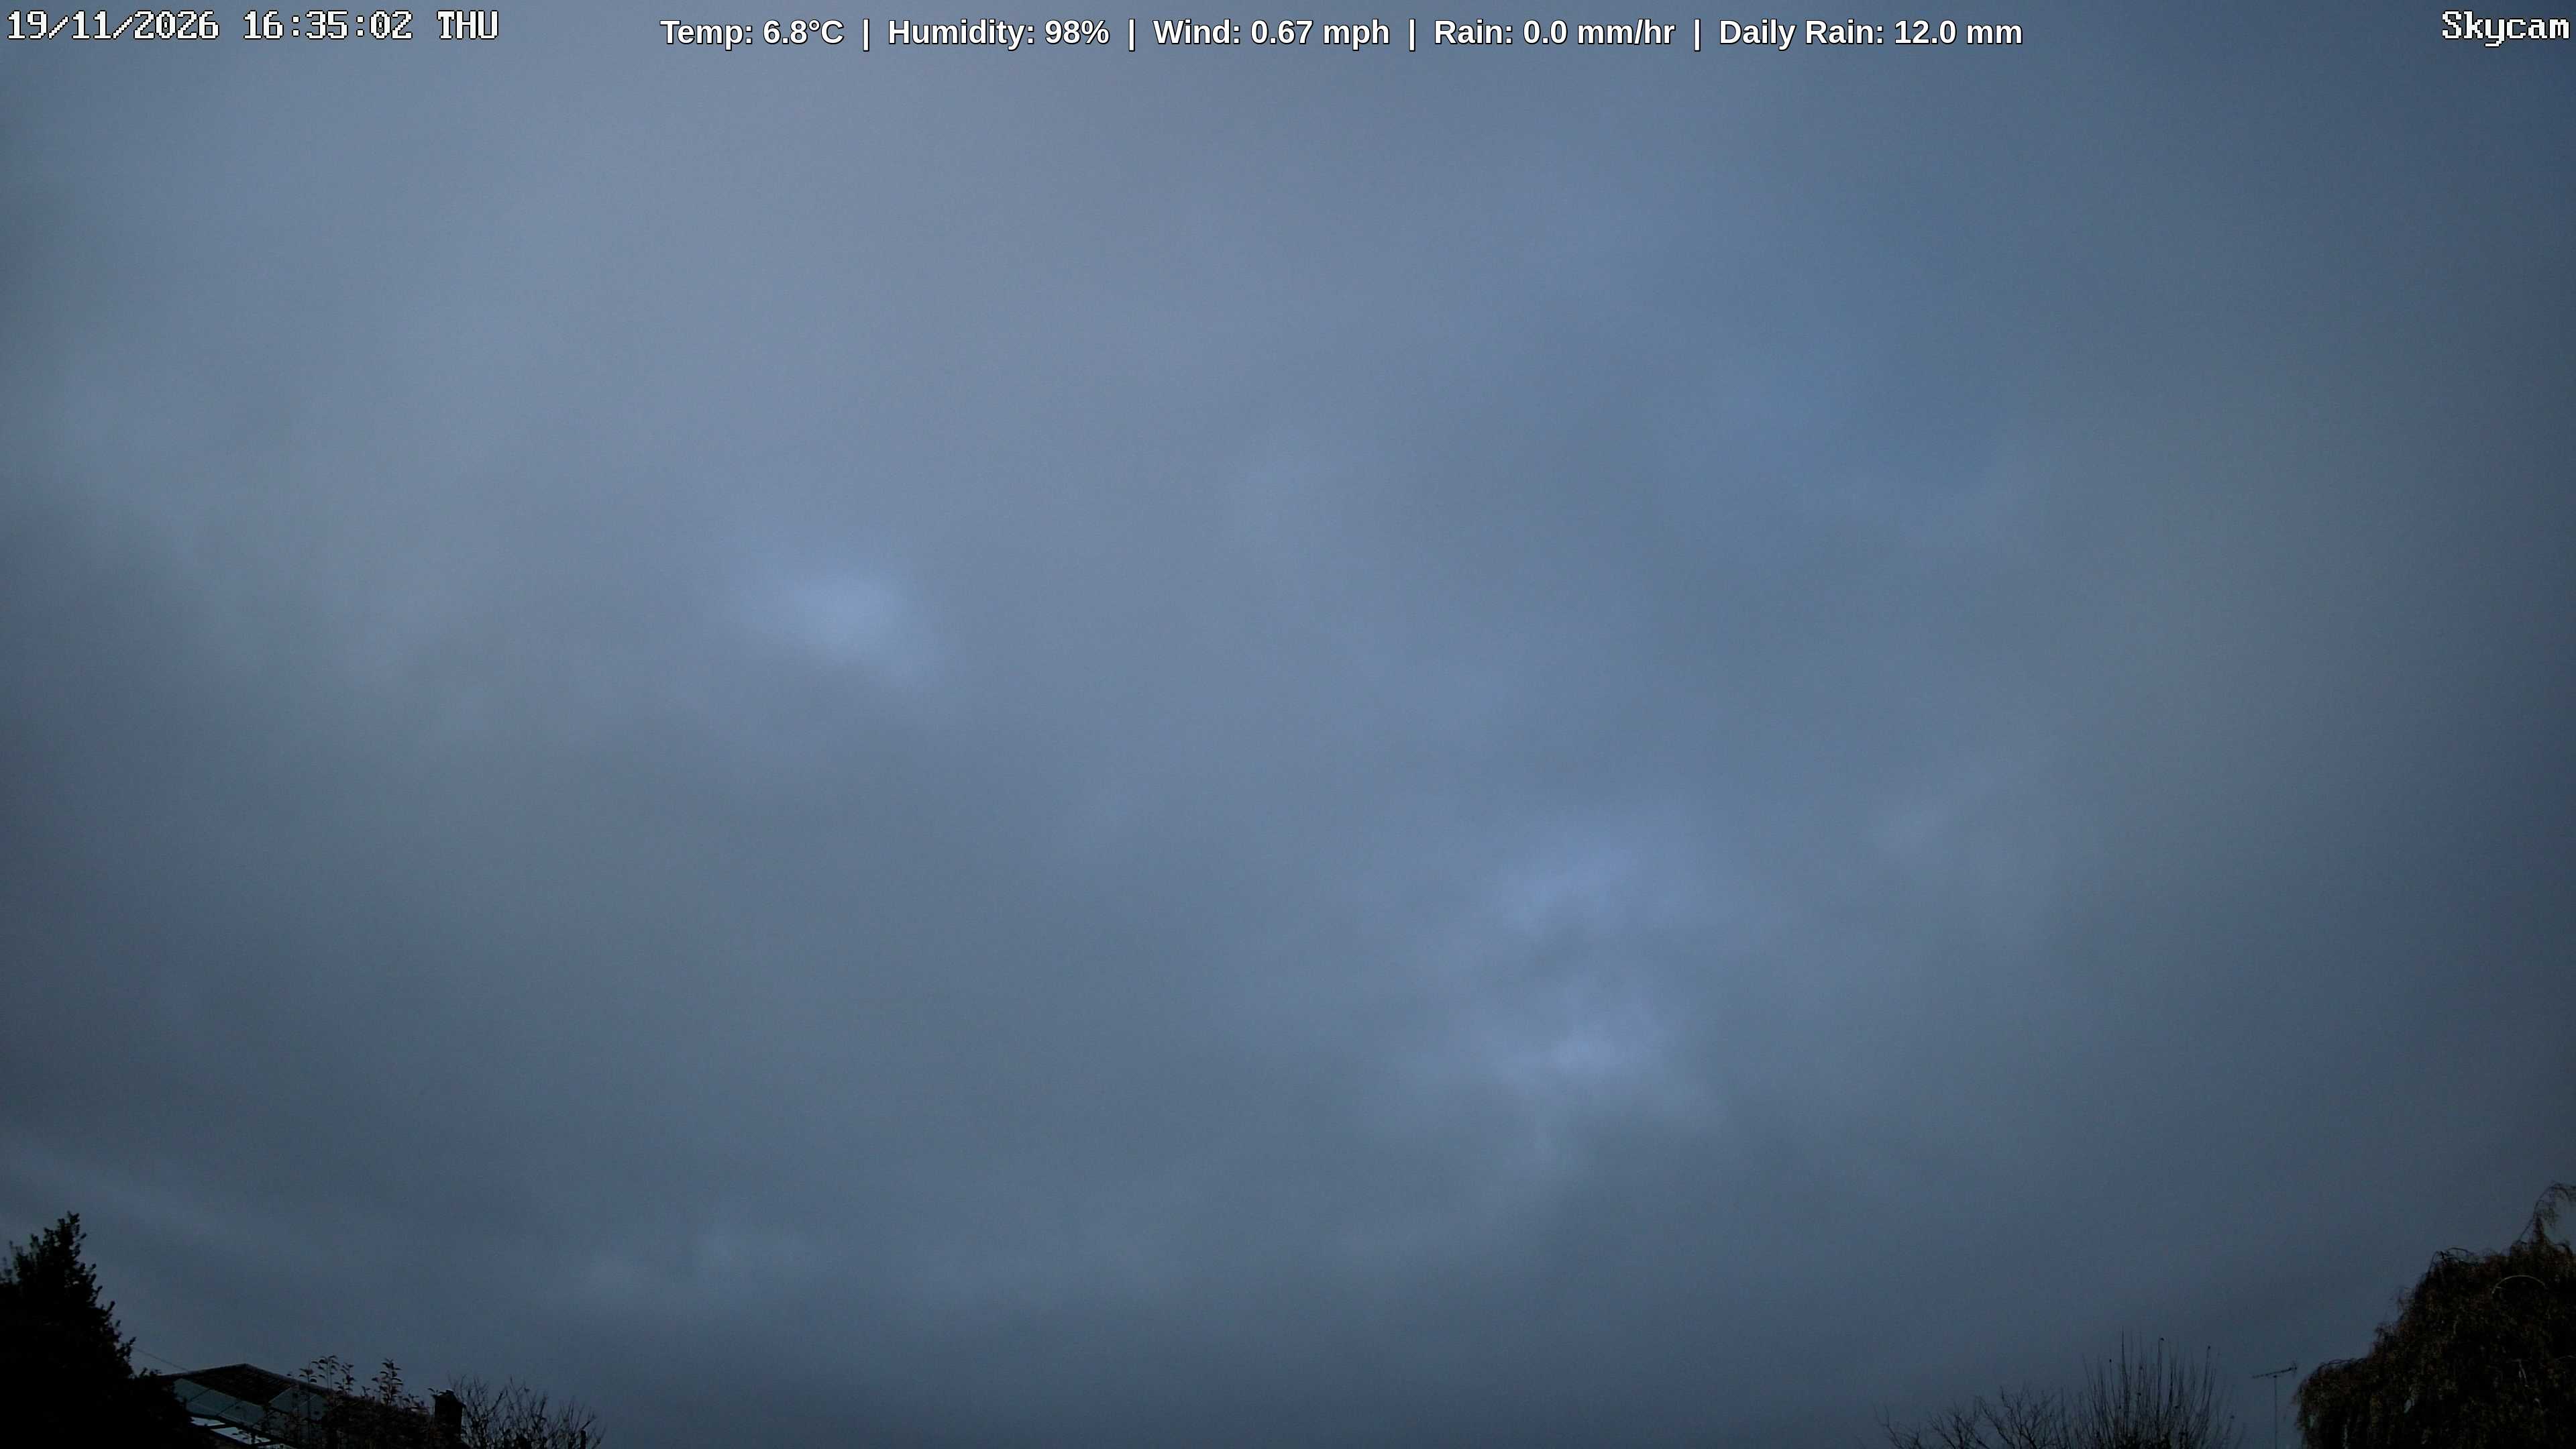 19/11/2026 16:35:02 THU
Temp: 6.8°C | Humidity: 98% | Wind: 0.67 mph | Rain: 0.0 mm/hr | Daily Rain: 12.0 mm
Skycam